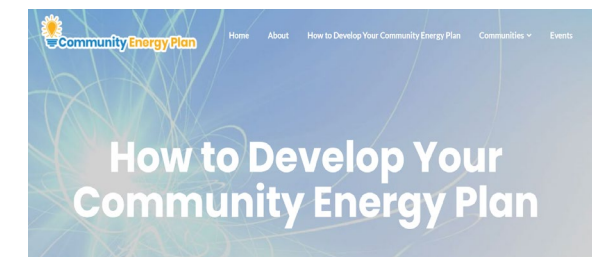 Community Energy Plan
Home About How to Develop Your Community Energy Plan Communities Events
How to Develop Your
Community Energy Plan